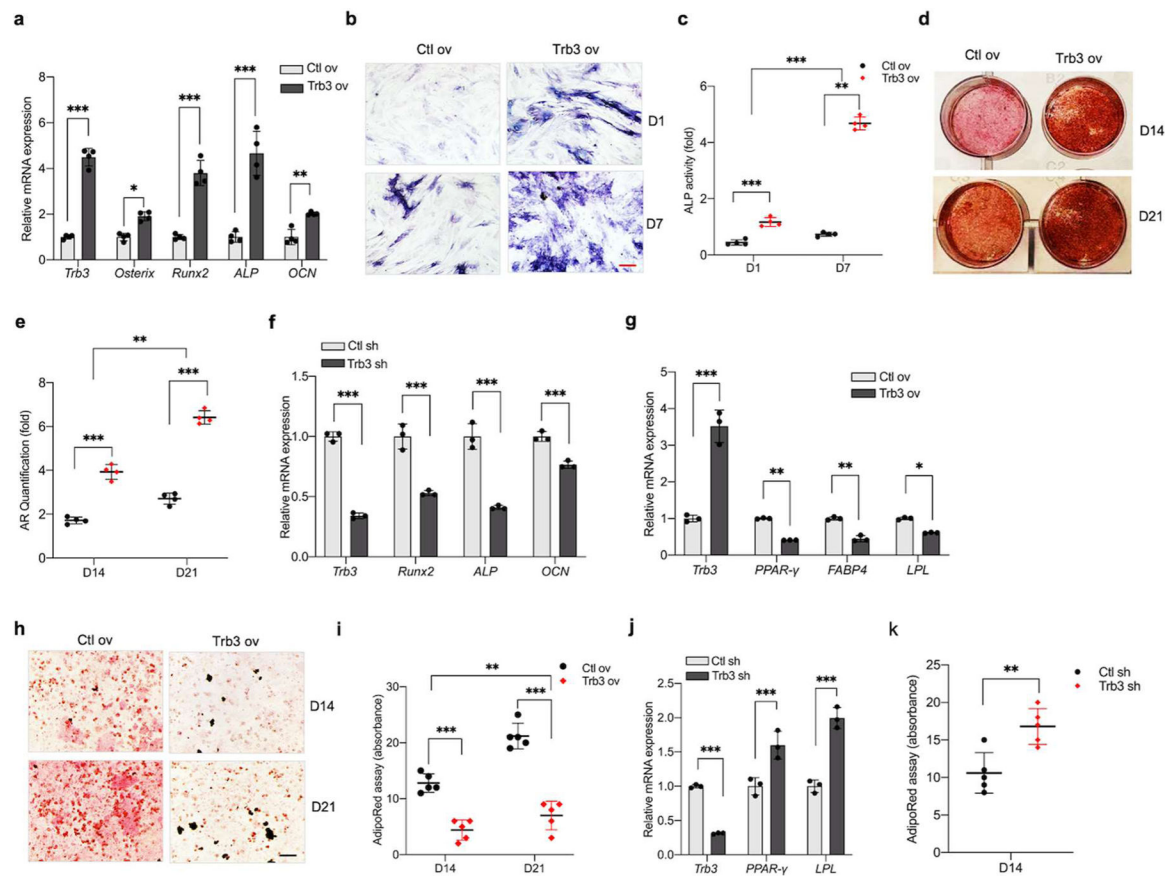 a
Relative mRNA expression
8
6
4
2
0
*** * *** *** **
Ctl ov
Trb3 ov
Trb3 Osterix Runx2 ALP OCN
b
Ctl ov Trb3 ov
D1
D7
c
ALP activity (fold)
8
6
4
2
0
***
**
***
Ctl ov
Trb3 ov
D1 D7
d
Ctl ov Trb3 ov
D14
D21
e
AR Quantification (fold)
8
6
4
2
0
**
***
***
D14 D21
f
Ctl sh
Trb3 sh
Relative mRNA expression
1.5
1.0
0.5
0.0
*** *** *** ***
Trb3 Runx2 ALP OCN
g
Relative mRNA expression
5
4
3
2
1
0
*** ** ** *
Ctl ov
Trb3 ov
Trb3 PPAR-γ FABP4 LPL
h
Ctl ov Trb3 ov
D14
D21
i
AdipoRed assay (absorbance)
30
20
10
0
**
***
***
Ctl ov
Trb3 ov
D14 D21
j
Ctl sh
Trb3 sh
Relative mRNA expression
2.5
2.0
1.5
1.0
0.5
0.0
*** *** ***
Trb3 PPAR-γ LPL
k
AdipoRed assay (absorbance)
25
20
15
10
5
0
**
Ctl sh
Trb3 sh
D14